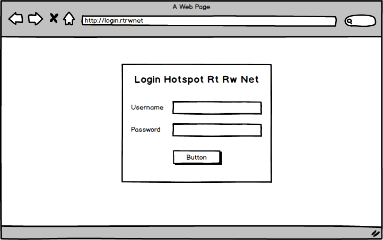 A Web Page
http://login.rtrwnet
Login Hotspot Rt Rw Net
Username
Password
Button